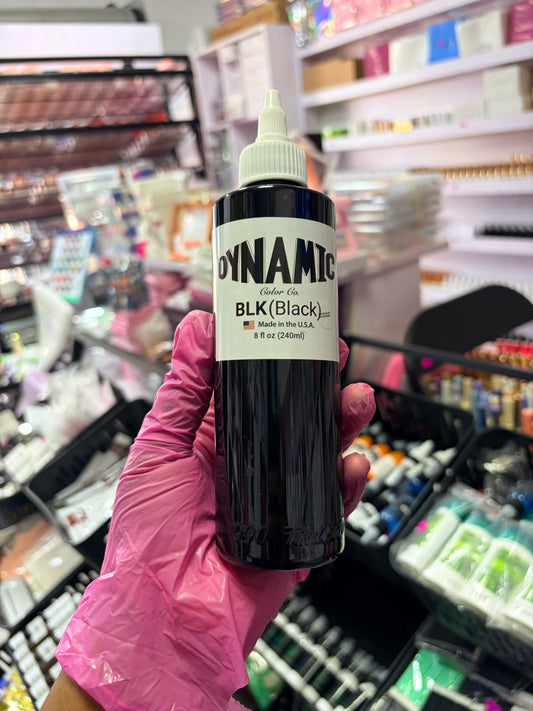 DYNAMIC
Color Co.
BLK(Black)
Made in the U.S.A.
8 fl oz (240ml)